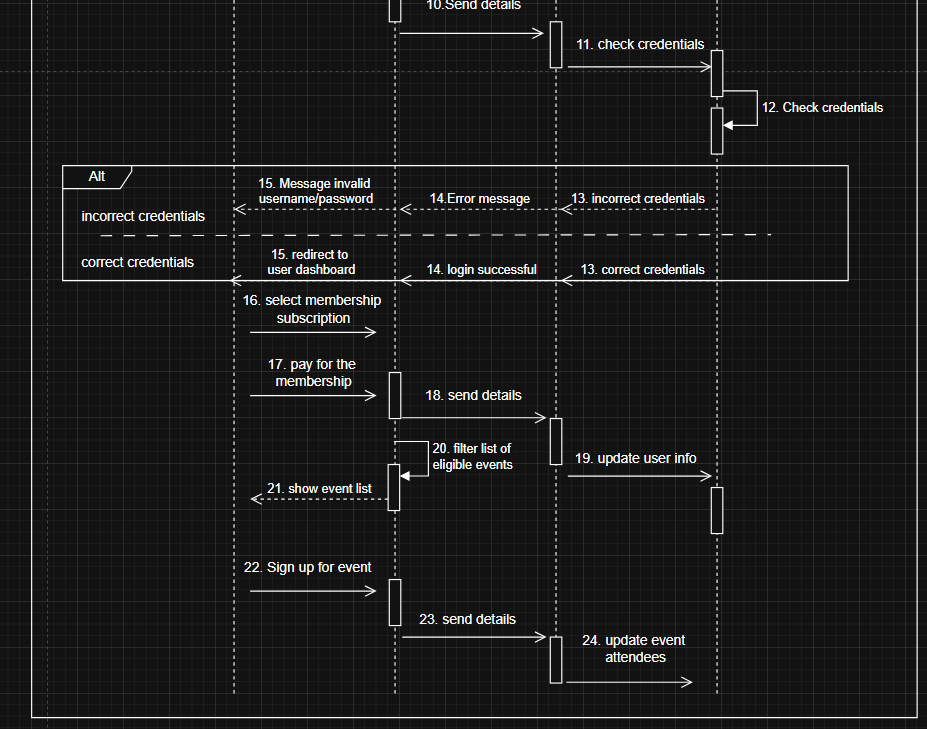 10.Send details
11. check credentials
12. Check credentials
Alt
15. Message invalid
username/password
14.Error message
13. incorrect credentials
incorrect credentials
15. redirect to
user dashboard
14. login successful
13. correct credentials
correct credentials
16. select membership
subscription
17. pay for the
membership
18. send details
20. filter list of
eligible events
19. update user info
21. show event list
22. Sign up for event
23. send details
24. update event
attendees